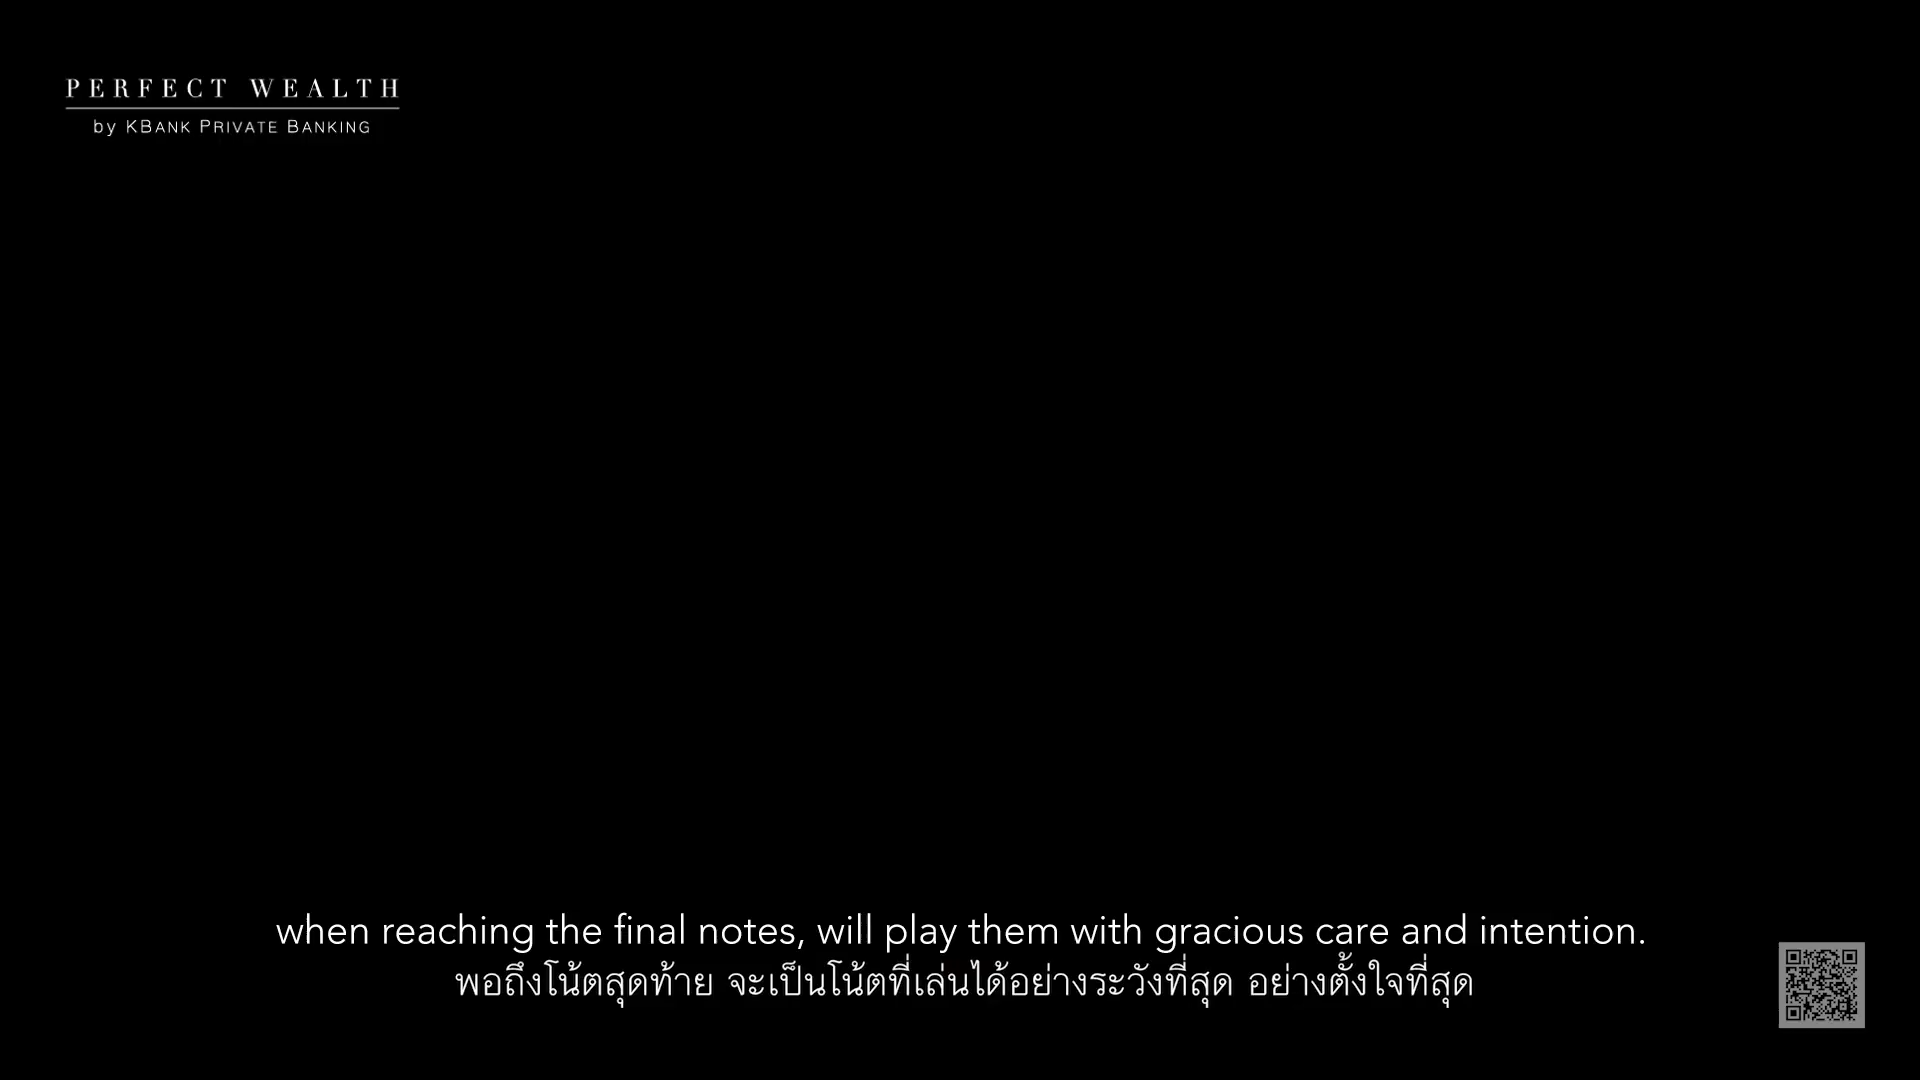 PERFECT WEALTH
by KBANK PRIVATE BANKING
when reaching the final notes, will play them with gracious care and intention.
พอถึงโน้ตสุดท้าย จะเป็นโน้ตที่เล่นได้อย่างระวังที่สุด อย่างตั้งใจที่สุด